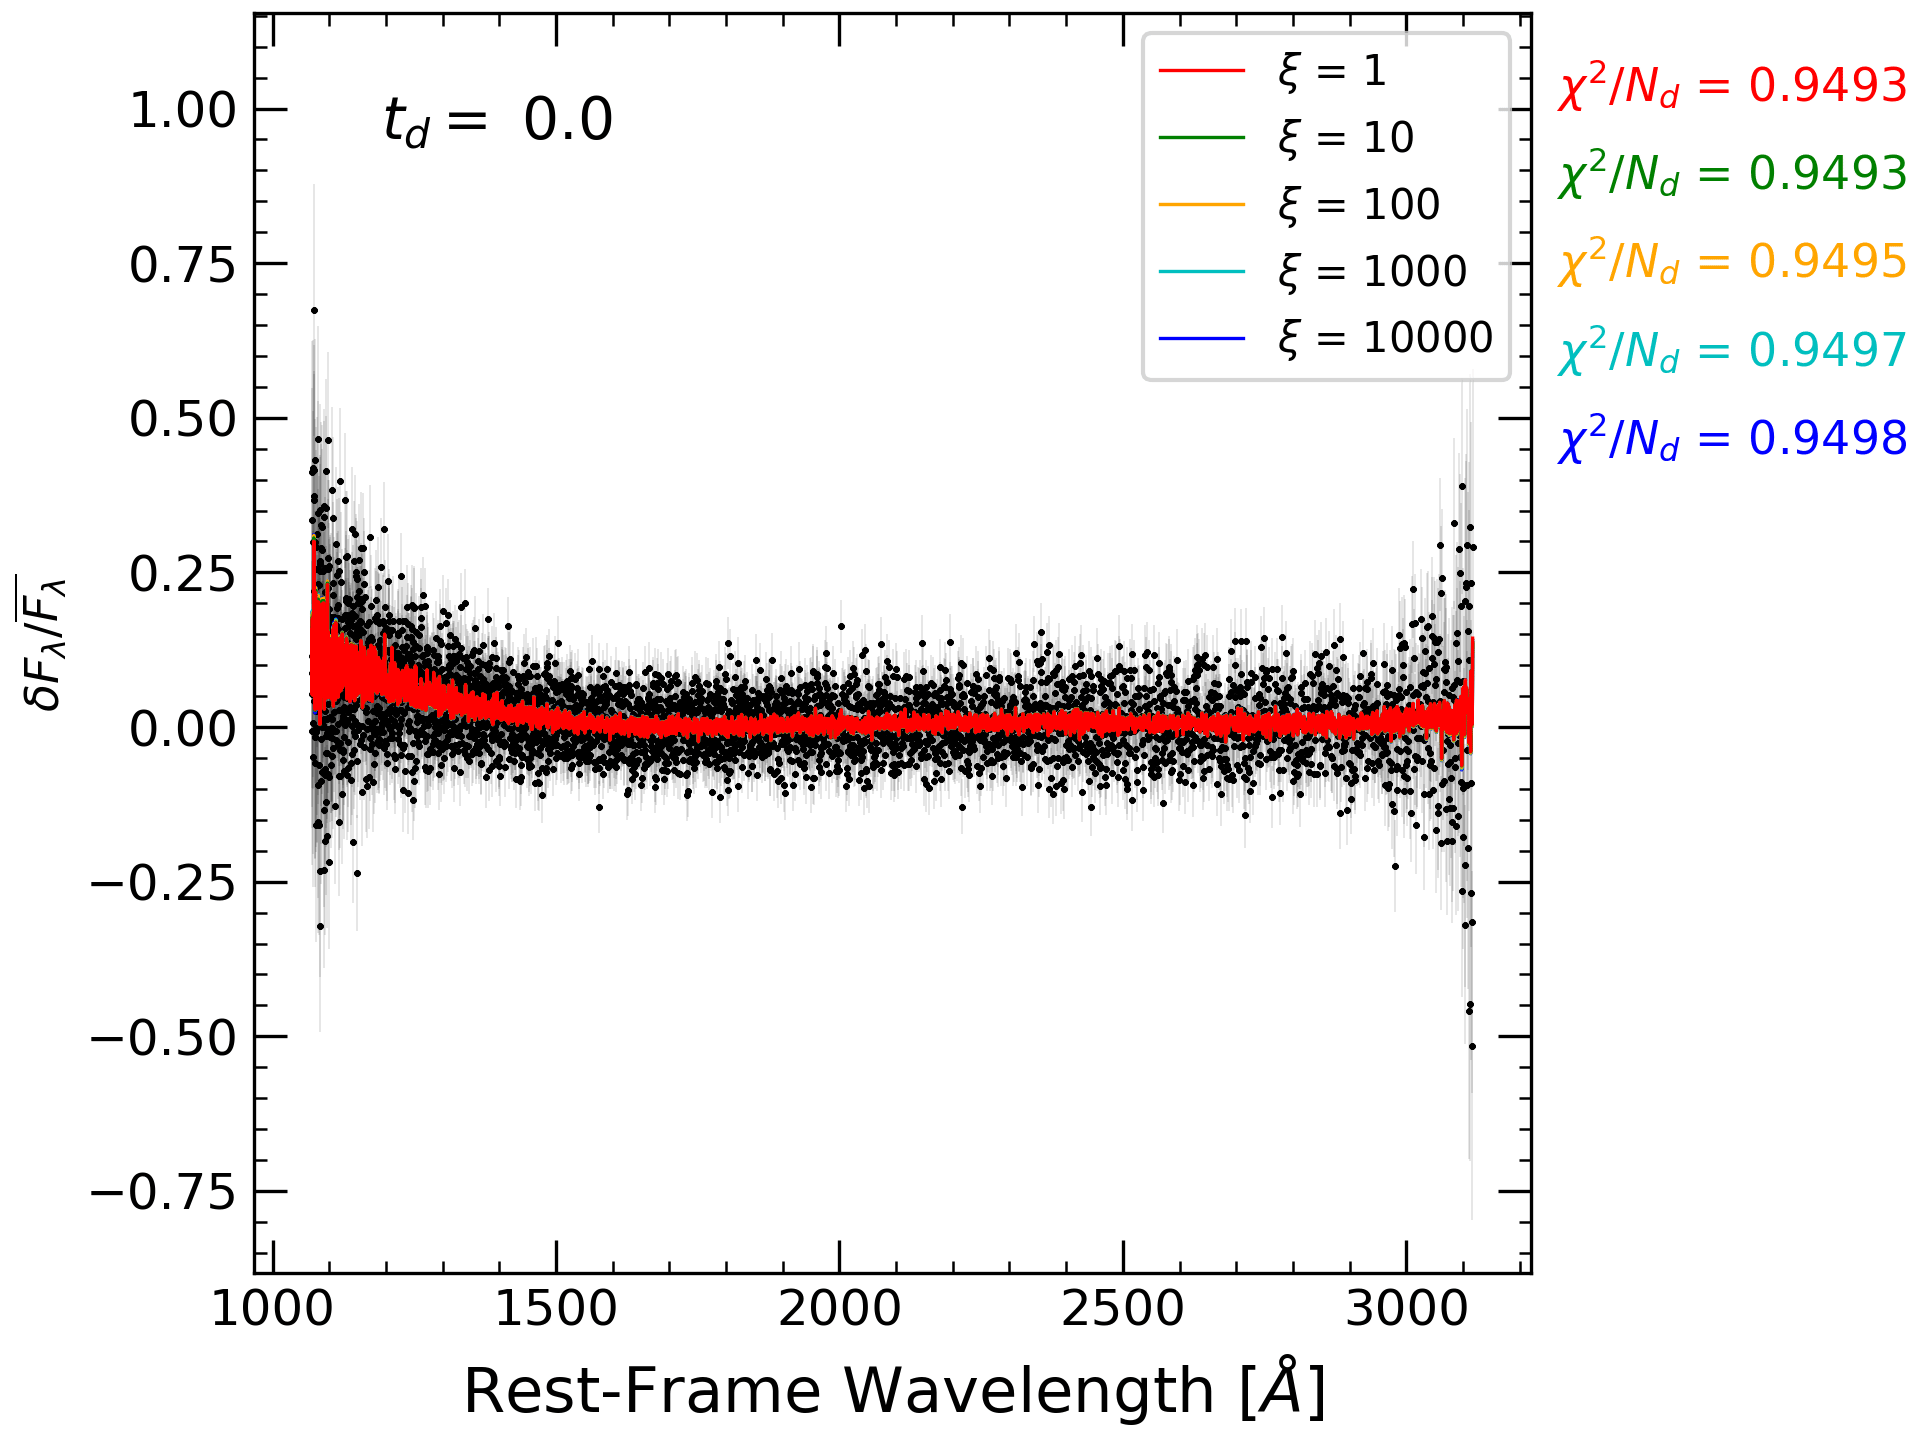 t_d = 0.0
ξ = 1
ξ = 10
ξ = 100
ξ = 1000
ξ = 10000
χ²/N_d = 0.9493
χ²/N_d = 0.9493
χ²/N_d = 0.9495
χ²/N_d = 0.9497
χ²/N_d = 0.9498
1.00
0.75
0.50
0.25
0.00
−0.25
−0.50
−0.75
δF_λ/F̅_λ
1000 1500 2000 2500 3000
Rest-Frame Wavelength [Å]